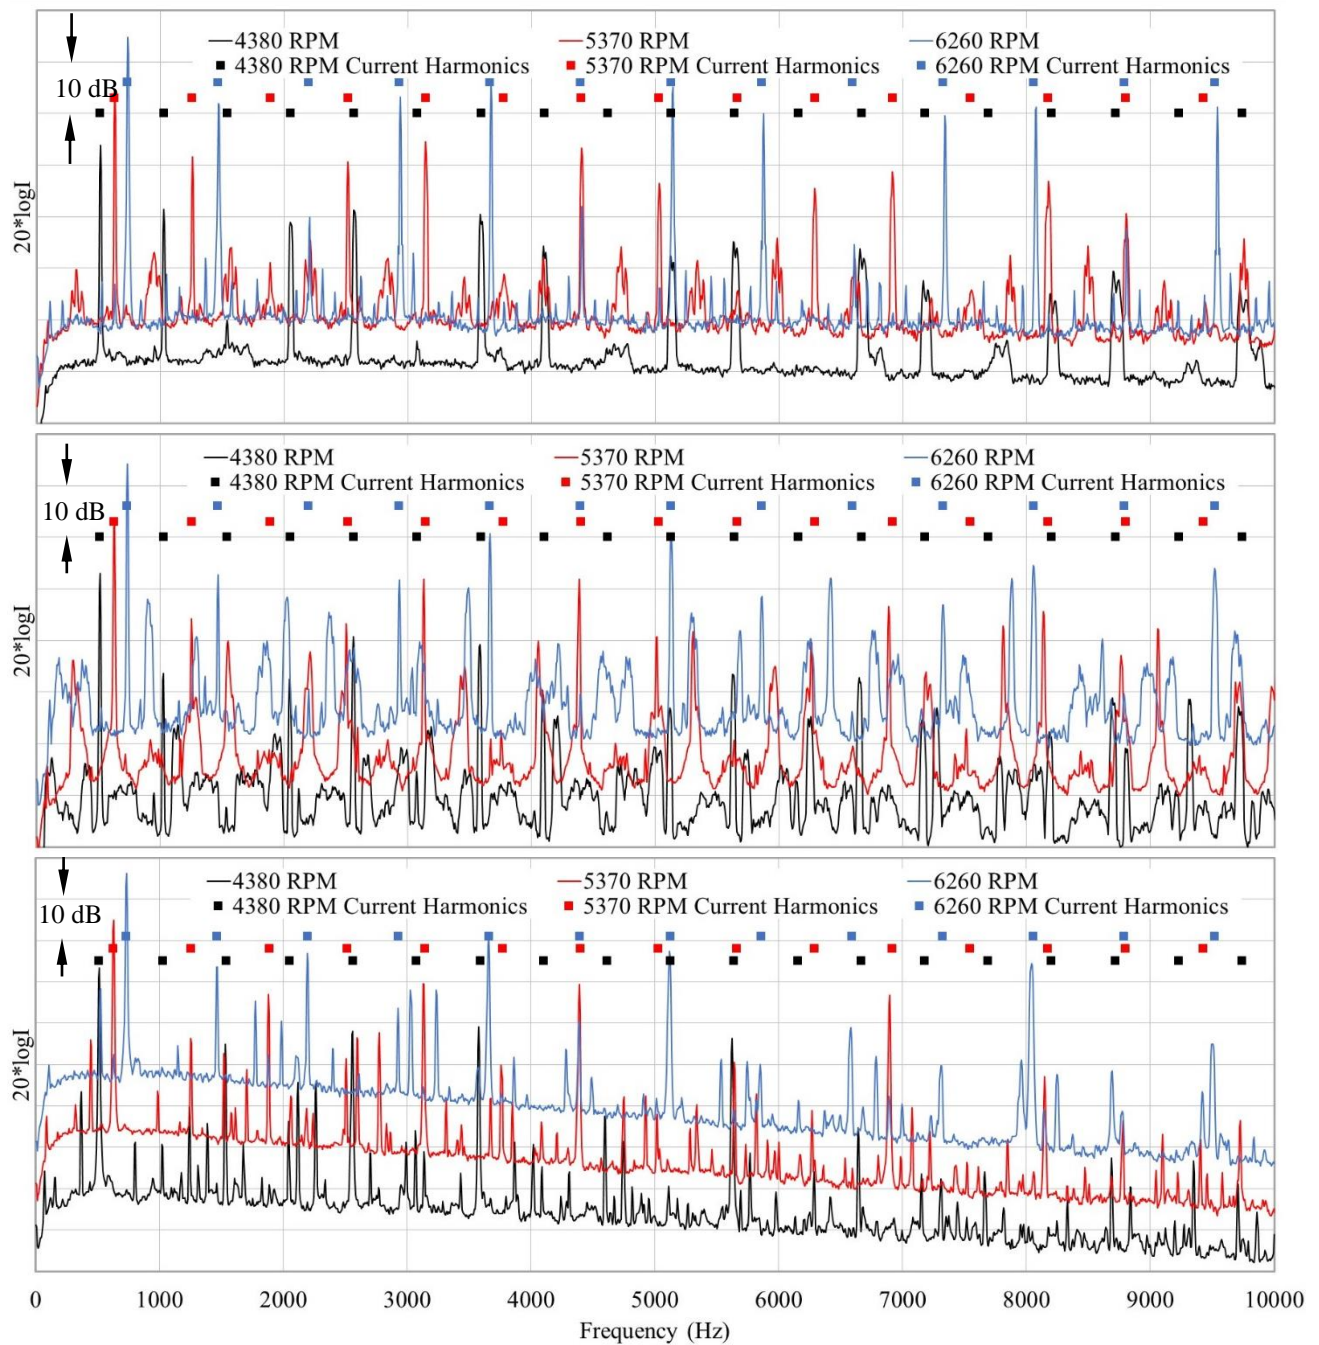 4380 RPM 5370 RPM 6260 RPM
4380 RPM Current Harmonics 5370 RPM Current Harmonics 6260 RPM Current Harmonics
10 dB
20*logI
4380 RPM 5370 RPM 6260 RPM
4380 RPM Current Harmonics 5370 RPM Current Harmonics 6260 RPM Current Harmonics
10 dB
20*logI
4380 RPM 5370 RPM 6260 RPM
4380 RPM Current Harmonics 5370 RPM Current Harmonics 6260 RPM Current Harmonics
10 dB
20*logI
0 1000 2000 3000 4000 5000 6000 7000 8000 9000 10000
Frequency (Hz)